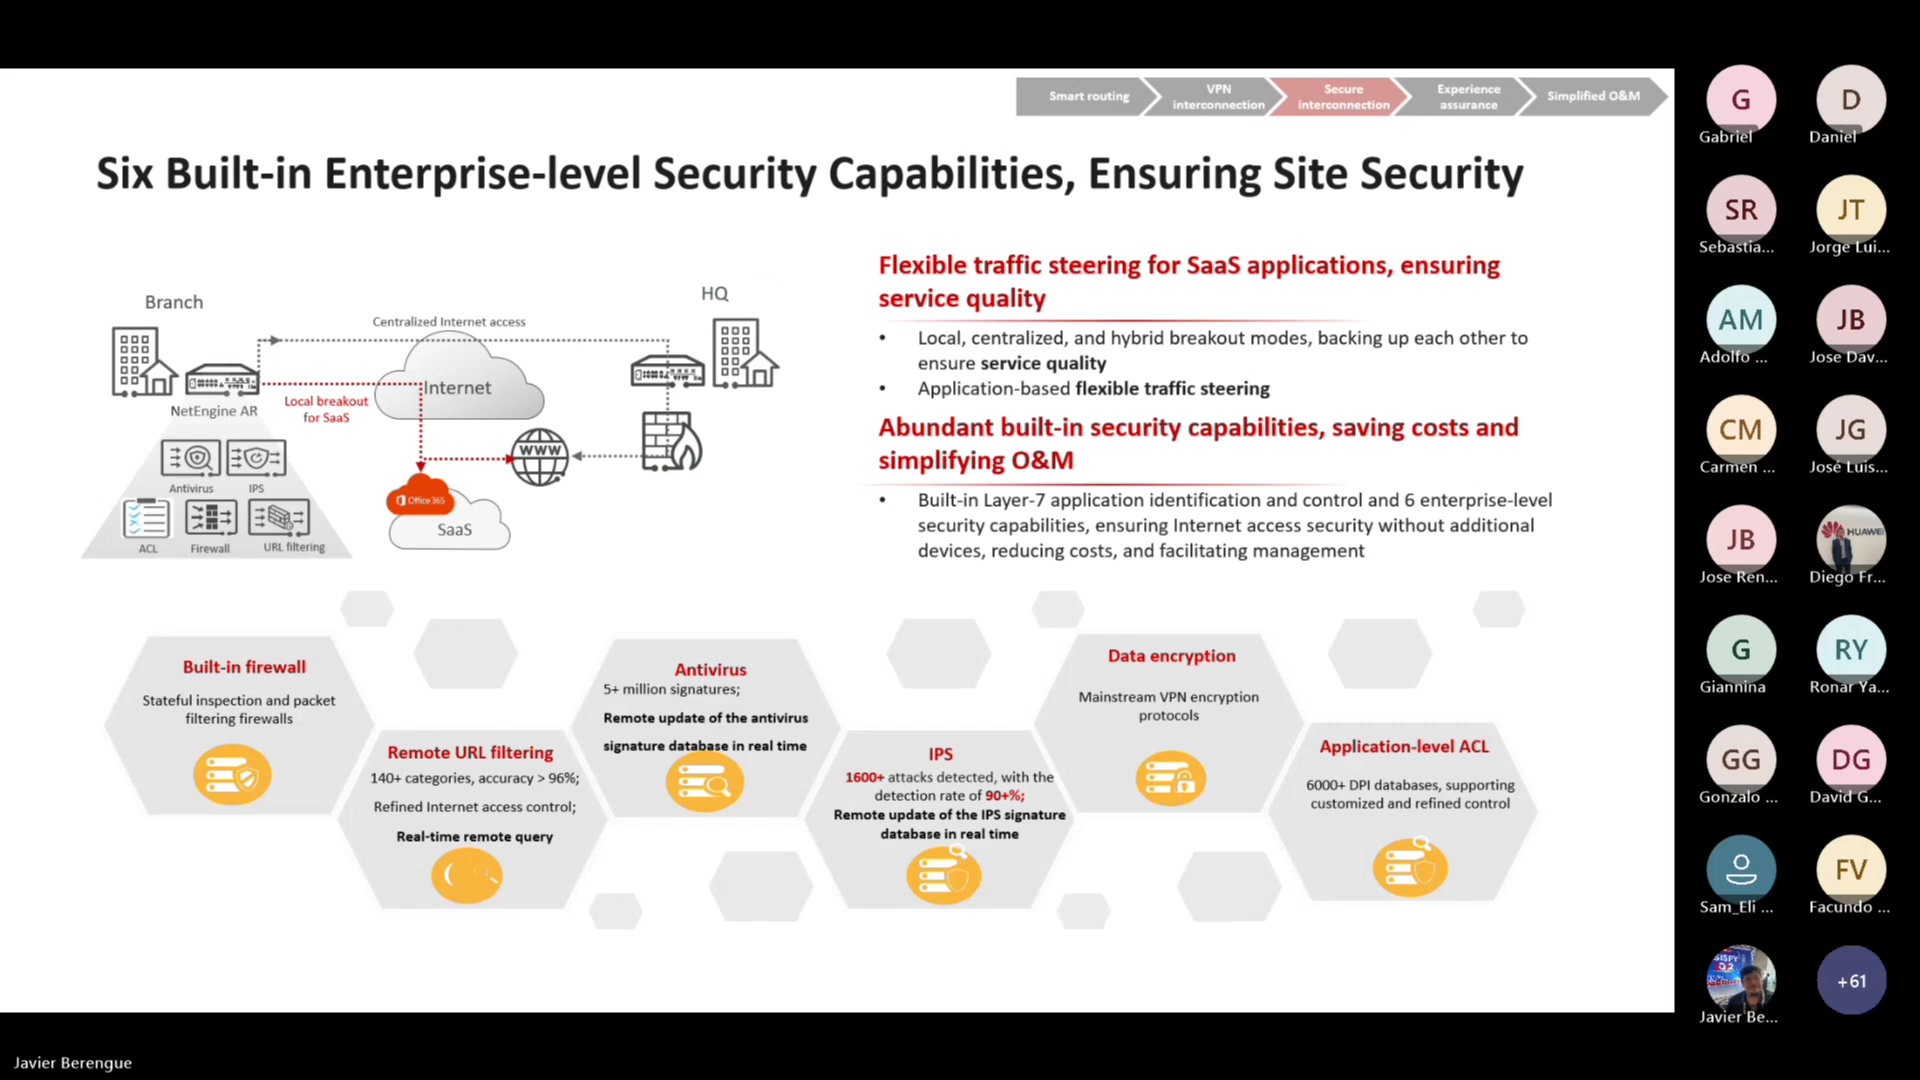 Smart routing
VPN
interconnection
Secure
interconnection
Experience
assurance
Simplified O&M
Six Built-in Enterprise-level Security Capabilities, Ensuring Site Security
Branch
HQ
Centralized Internet access
Internet
NetEngine AR
Local breakout
for SaaS
WWW
Antivirus
IPS
Office 365
SaaS
ACL
Firewall
URL filtering
Flexible traffic steering for SaaS applications, ensuring
service quality
• Local, centralized, and hybrid breakout modes, backing up each other to
ensure service quality
• Application-based flexible traffic steering
Abundant built-in security capabilities, saving costs and
simplifying O&M
• Built-in Layer-7 application identification and control and 6 enterprise-level
security capabilities, ensuring Internet access security without additional
devices, reducing costs, and facilitating management
Built-in firewall
Stateful inspection and packet
filtering firewalls
Remote URL filtering
140+ categories, accuracy > 96%;
Refined Internet access control;
Real-time remote query
Antivirus
5+ million signatures;
Remote update of the antivirus
signature database in real time
IPS
1600+ attacks detected, with the
detection rate of 90+%;
Remote update of the IPS signature
database in real time
Data encryption
Mainstream VPN encryption
protocols
Application-level ACL
6000+ DPI databases, supporting
customized and refined control
G
Gabriel
D
Daniel
SR
Sebastia...
JT
Jorge Lui...
AM
Adolfo ...
JB
Jose Dav...
CM
Carmen ...
JG
José Luis...
JB
Jose Ren...
HUAWEI
Diego Fr...
G
Giannina
RY
Ronar Ya...
GG
Gonzalo ...
DG
David G...
Sam_Eli ...
FV
Facundo ...
Javier Be...
+61
Javier Berengue